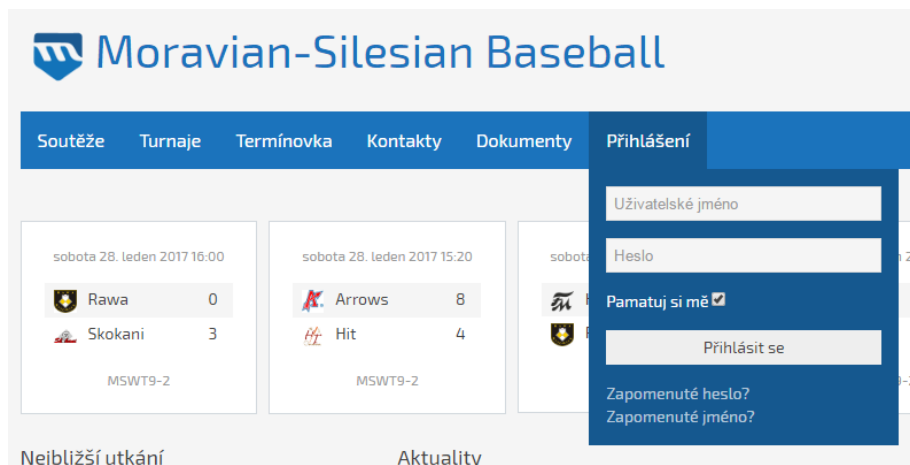 Moravian-Silesian Baseball
Soutěže Turnaje Termínovka Kontakty Dokumenty Přihlášení
Uživatelské jméno
Heslo
Pamatuj si mě
Přihlásit se
Zapomenuté heslo?
Zapomenuté jméno?
sobota 28. leden 2017 16:00
Rawa 0
Skokani 3
MSWT9-2
sobota 28. leden 2017 15:20
Arrows 8
Hit 4
MSWT9-2
Nejbližší utkání
Aktuality